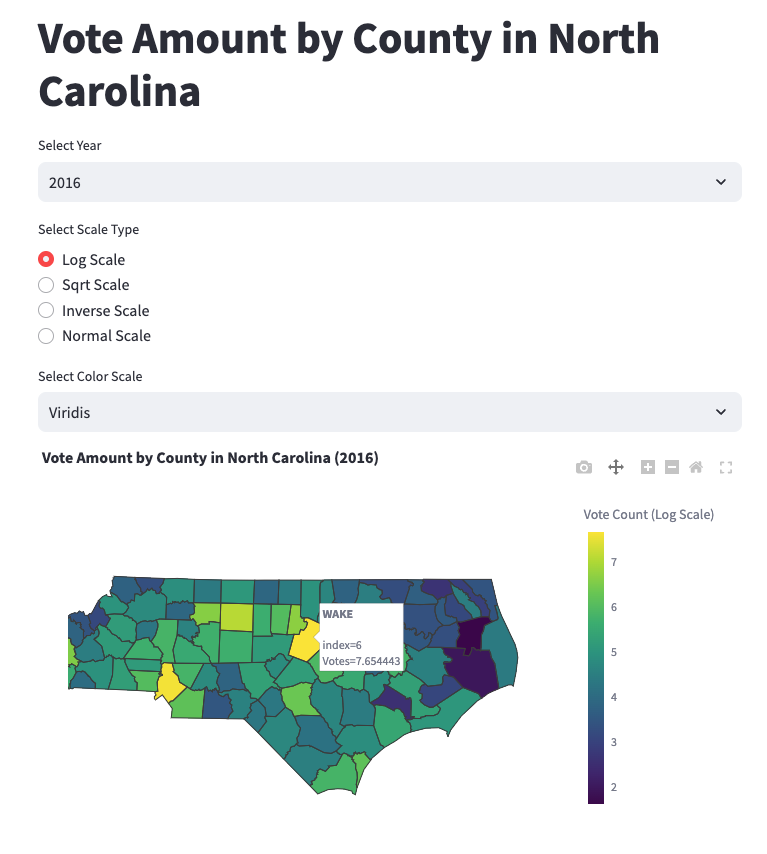 Vote Amount by County in North
Carolina
Select Year
2016
Select Scale Type
Log Scale
Sqrt Scale
Inverse Scale
Normal Scale
Select Color Scale
Viridis
Vote Amount by County in North Carolina (2016)
Vote Count (Log Scale)
7
6
5
4
3
2
WAKE
index=6
Votes=7.654443